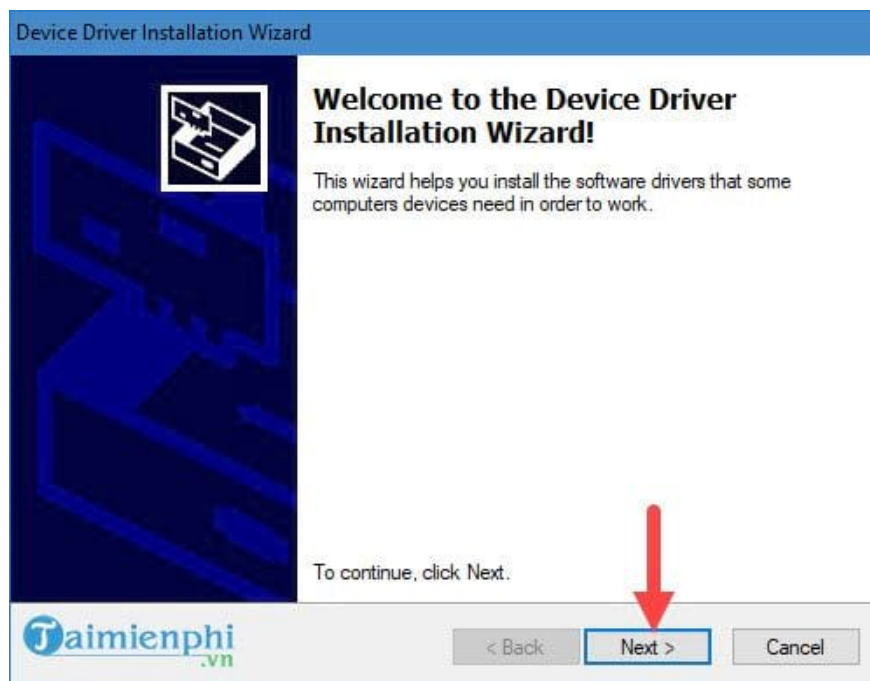 Device Driver Installation Wizard
Welcome to the Device Driver
Installation Wizard!
This wizard helps you install the software drivers that some
computers devices need in order to work.
To continue, click Next.
Taimienphi
.vn
< Back
Next >
Cancel